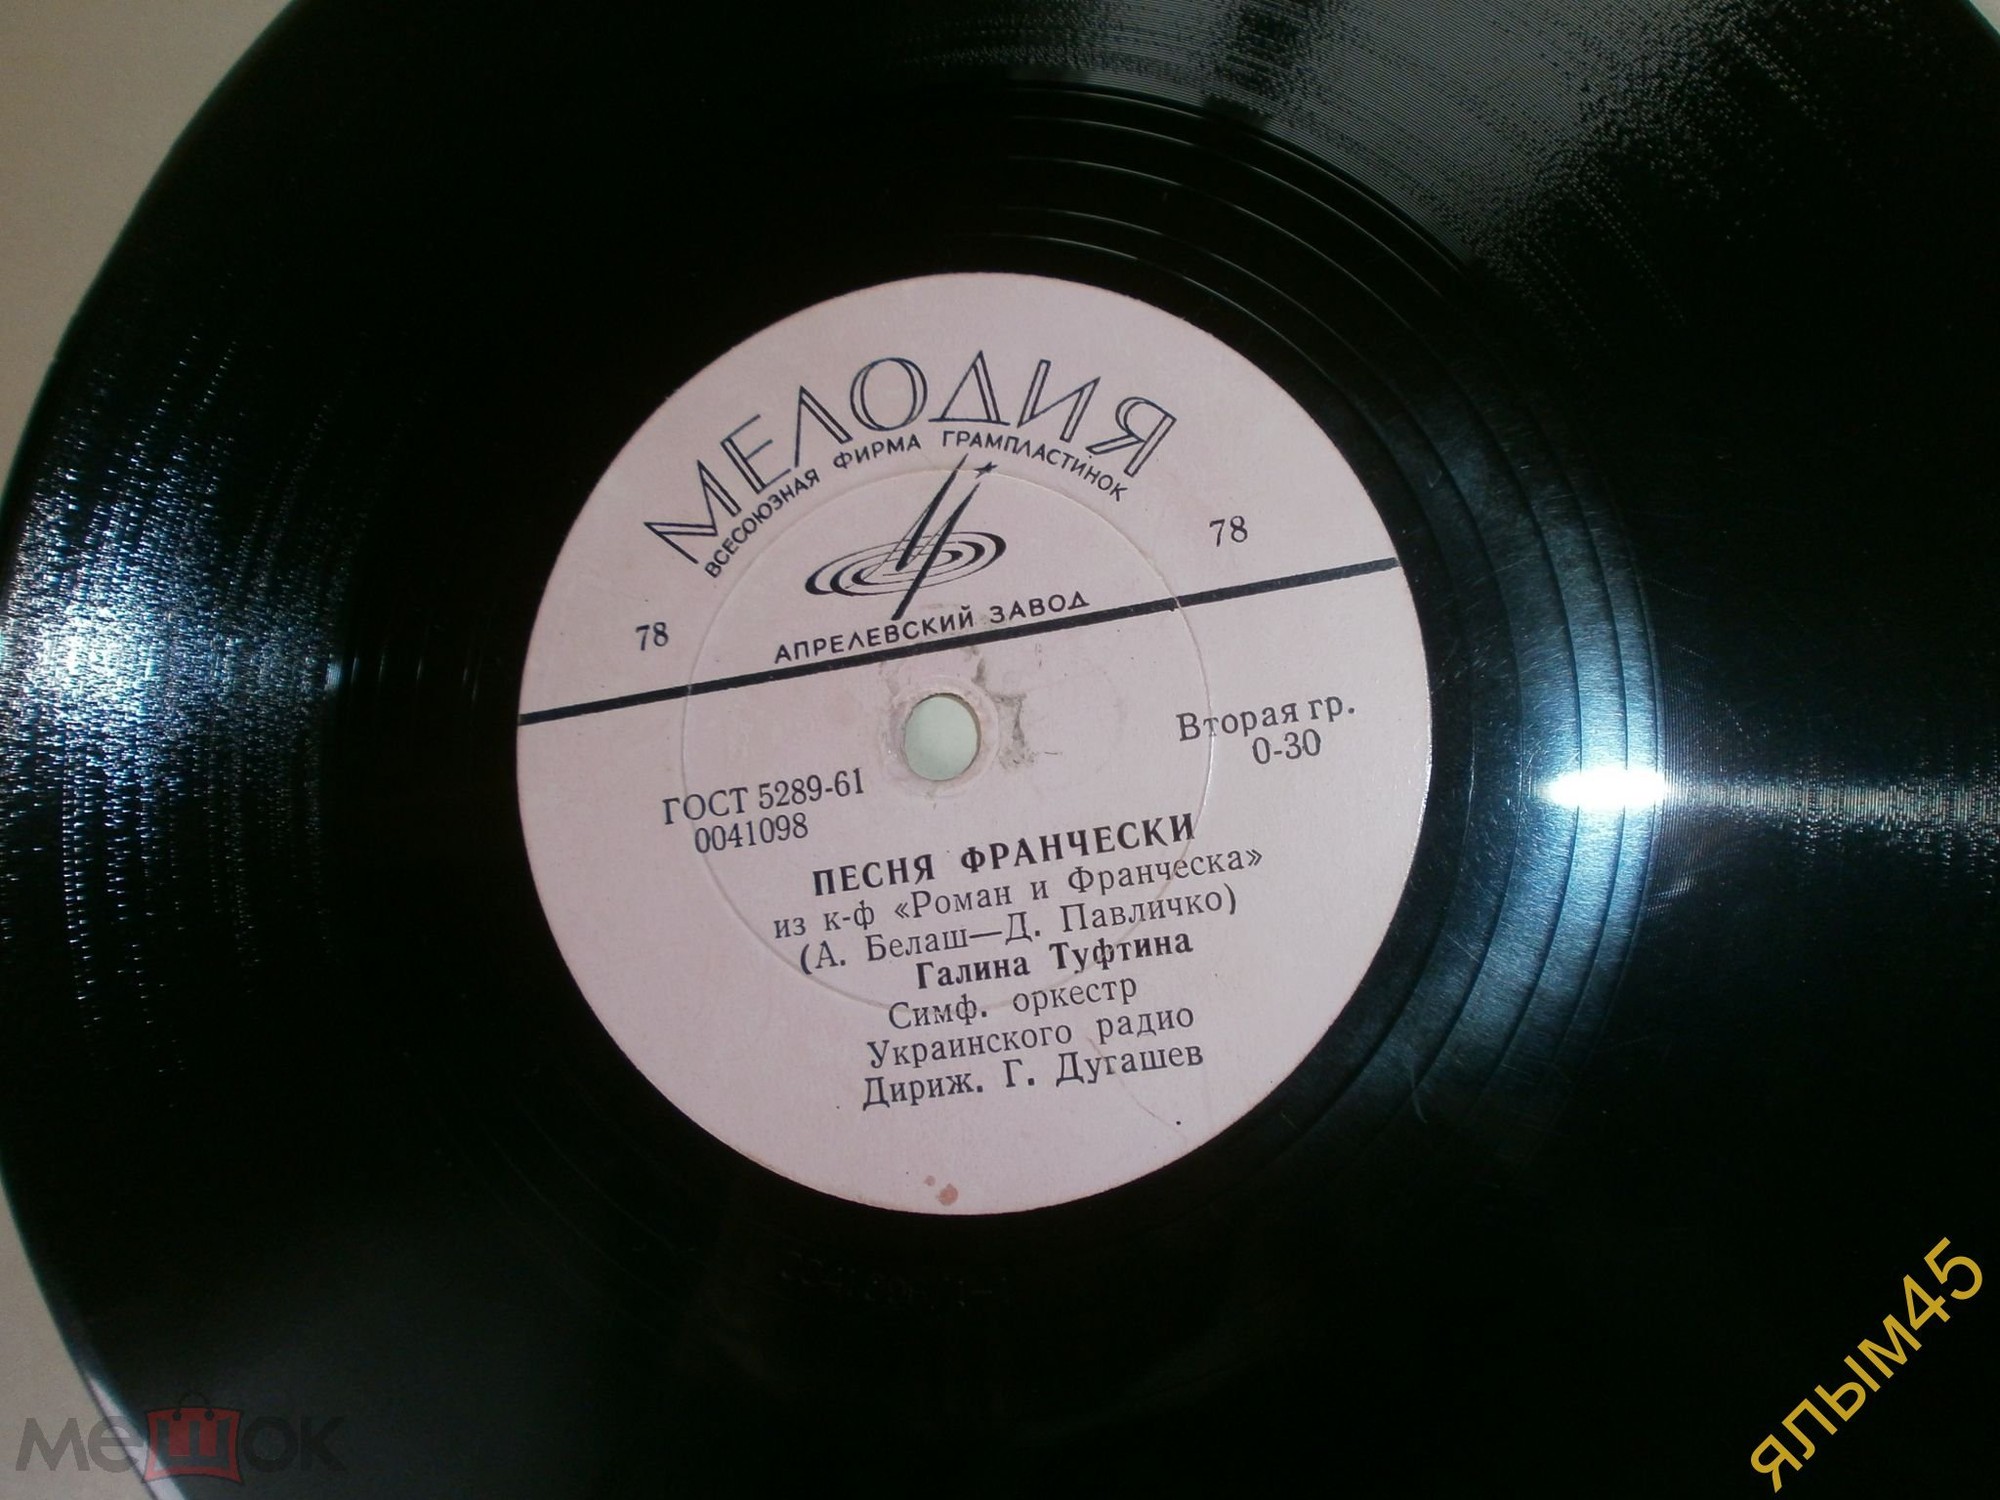 МЕЛОДИЯ
ВСЕСОЮЗНАЯ ФИРМА ГРАМПЛАСТИНОК
78
78
АПРЕЛЕВСКИЙ ЗАВОД
Вторая гр.
0-30
ГОСТ 5289-61
0041098
ПЕСНЯ ФРАНЧЕСКИ
из к-ф «Роман и Франческа»
(А. Белаш—Д. Павличко)
Галина Туфтина
Симф. оркестр
Украинского радио
Дириж. Г. Дугашев
мешок
ялым45